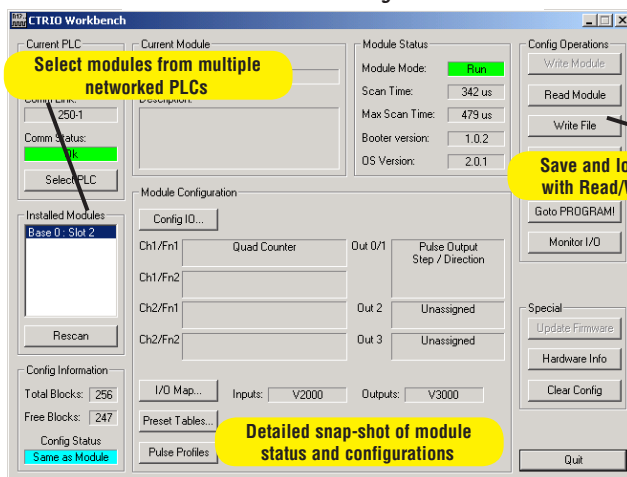 CTRIO Workbench
Current PLC
Select modules from multiple
networked PLCs
250-1
Comm Status:
Ok
Select PLC
Installed Modules
Base 0 : Slot 2
Rescan
Config Information
Total Blocks: 256
Free Blocks: 247
Config Status
Same as Module
Current Module
Description:
Module Status
Module Mode: Run
Scan Time: 342 us
Max Scan Time: 479 us
Booter version: 1.0.2
OS Version: 2.0.1
Module Configuration
Config IO...
Ch1/Fn1 Quad Counter Out 0/1 Pulse Output
Step / Direction
Ch1/Fn2
Ch2/Fn1 Out 2 Unassigned
Ch2/Fn2 Out 3 Unassigned
I/O Map... Inputs: V2000 Outputs: V3000
Preset Tables...
Pulse Profiles
Detailed snap-shot of module
status and configurations
Config Operations
Write Module
Read Module
Write File
Save and
with
Goto PROGRAM!
Monitor I/O
Special
Update Firmware
Hardware Info
Clear Config
Quit